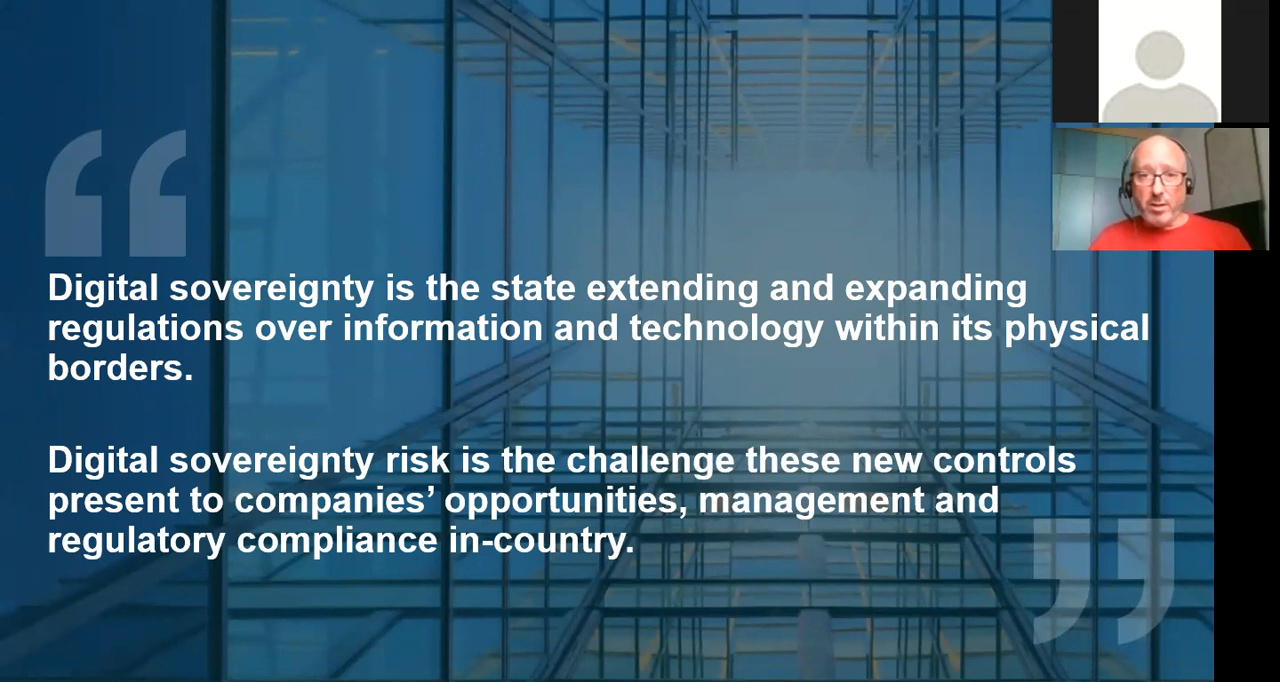 Digital sovereignty is the state extending and expanding
regulations over information and technology within its physical
borders.
Digital sovereignty risk is the challenge these new controls
present to companies’ opportunities, management and
regulatory compliance in-country.